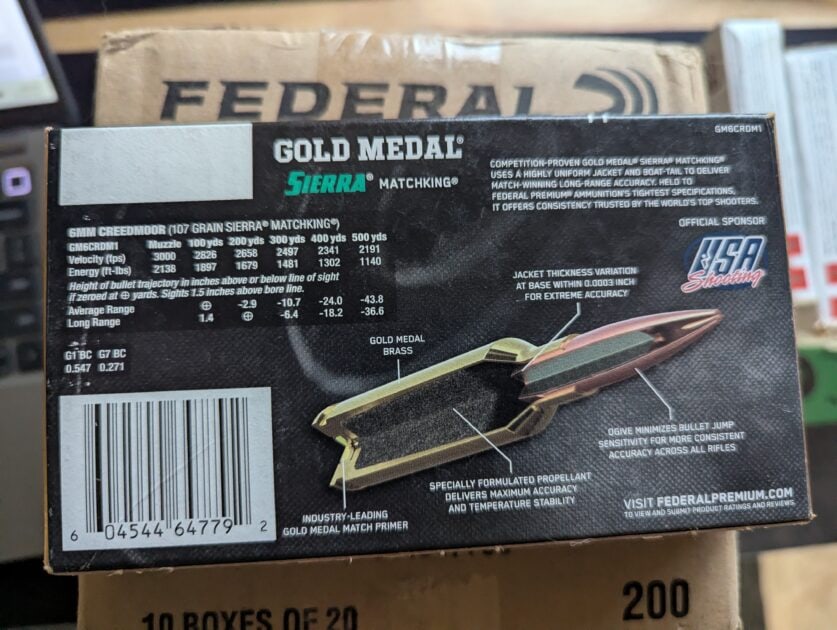 FEDERAL
GM6CRDM1
GOLD MEDAL®
SIERRA® MATCHKING®
COMPETITION-PROVEN GOLD MEDAL® SIERRA® MATCHKING®
USES A HIGHLY UNIFORM JACKET AND BOAT-TAIL TO DELIVER
MATCH-WINNING LONG-RANGE ACCURACY. HELD TO
FEDERAL PREMIUM® AMMUNITION'S TIGHTEST SPECIFICATIONS,
IT OFFERS CONSISTENCY TRUSTED BY THE WORLD'S TOP SHOOTERS.
OFFICIAL SPONSOR
USA
Shooting
6MM CREEDMOOR (107 GRAIN SIERRA® MATCHKING®)
GM6CRDM1 Muzzle 100 yds 200 yds 300 yds 400 yds 500 yds
Velocity (fps) 3000 2826 2658 2497 2341 2191
Energy (ft-lbs) 2138 1897 1679 1481 1302 1140
Height of bullet trajectory in inches above or below line of sight
if zeroed at ⊕ yards. Sights 1.5 inches above bore line.
Average Range ⊕ -2.9 -10.7 -24.0 -43.8
Long Range 1.4 ⊕ -6.4 -18.2 -36.6
G1 BC G7 BC
0.547 0.271
JACKET THICKNESS VARIATION
AT BASE WITHIN 0.0003 INCH
FOR EXTREME ACCURACY
GOLD MEDAL
BRASS
OGIVE MINIMIZES BULLET JUMP
SENSITIVITY FOR MORE CONSISTENT
ACCURACY ACROSS ALL RIFLES
SPECIALLY FORMULATED PROPELLANT
DELIVERS MAXIMUM ACCURACY
AND TEMPERATURE STABILITY
INDUSTRY-LEADING
GOLD MEDAL MATCH PRIMER
6 04544 64779 2
VISIT FEDERALPREMIUM.COM
TO VIEW AND SUBMIT PRODUCT RATINGS AND REVIEWS.
10 BOXES OF 20
200